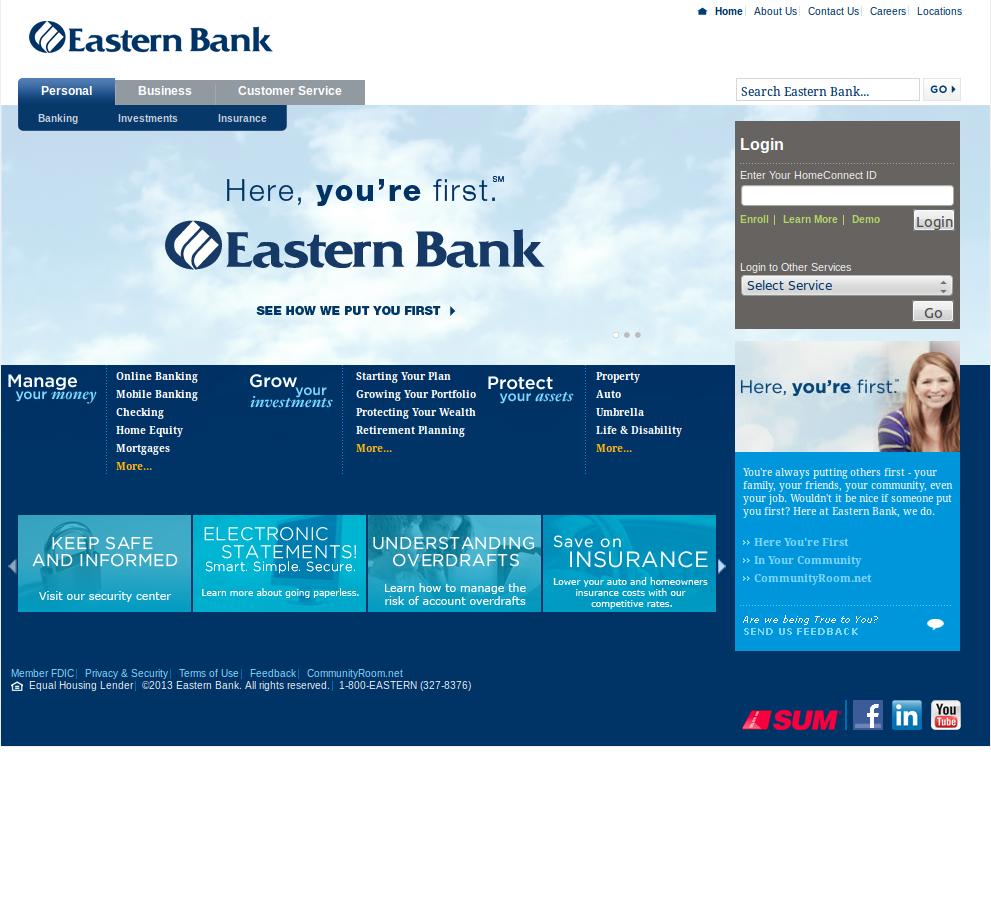 Home About Us Contact Us Careers Locations
Eastern Bank
Personal Business Customer Service
Search Eastern Bank... GO
Banking Investments Insurance
Login
Enter Your HomeConnect ID
Enroll Learn More Demo Login
Login to Other Services
Select Service
Go
Here, you're first.℠
Eastern Bank
SEE HOW WE PUT YOU FIRST
Manage
your money
Online Banking
Mobile Banking
Checking
Home Equity
Mortgages
More...
Grow
your
investments
Starting Your Plan
Growing Your Portfolio
Protecting Your Wealth
Retirement Planning
More...
Protect
your assets
Property
Auto
Umbrella
Life & Disability
More...
Here, you're first.℠
You're always putting others first - your
family, your friends, your community, even
your job. Wouldn't it be nice if someone put
you first? Here at Eastern Bank, we do.
›› Here You're First
›› In Your Community
›› CommunityRoom.net
Are we being True to You?
SEND US FEEDBACK
KEEP SAFE
AND INFORMED
Visit our security center
ELECTRONIC
STATEMENTS!
Smart. Simple. Secure.
Learn more about going paperless.
UNDERSTANDING
OVERDRAFTS
Learn how to manage the
risk of account overdrafts
Save on
INSURANCE
Lower your auto and homeowners
insurance costs with our
competitive rates.
Member FDIC Privacy & Security Terms of Use Feedback CommunityRoom.net
Equal Housing Lender ©2013 Eastern Bank. All rights reserved. 1-800-EASTERN (327-8376)
SUM f in You Tube